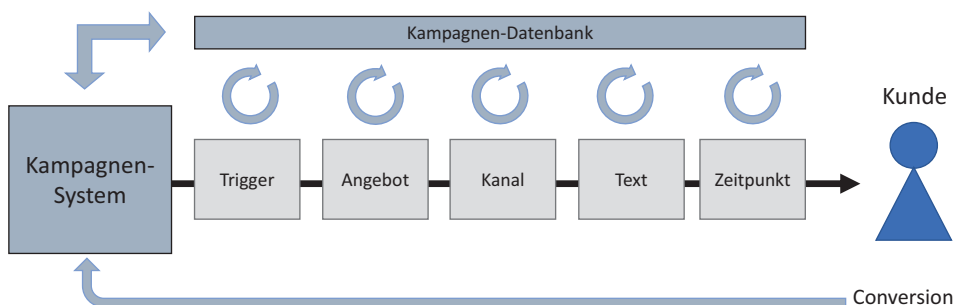 Kampagnen-Datenbank
Kunde
Kampagnen-
System
Trigger
Angebot
Kanal
Text
Zeitpunkt
Conversion